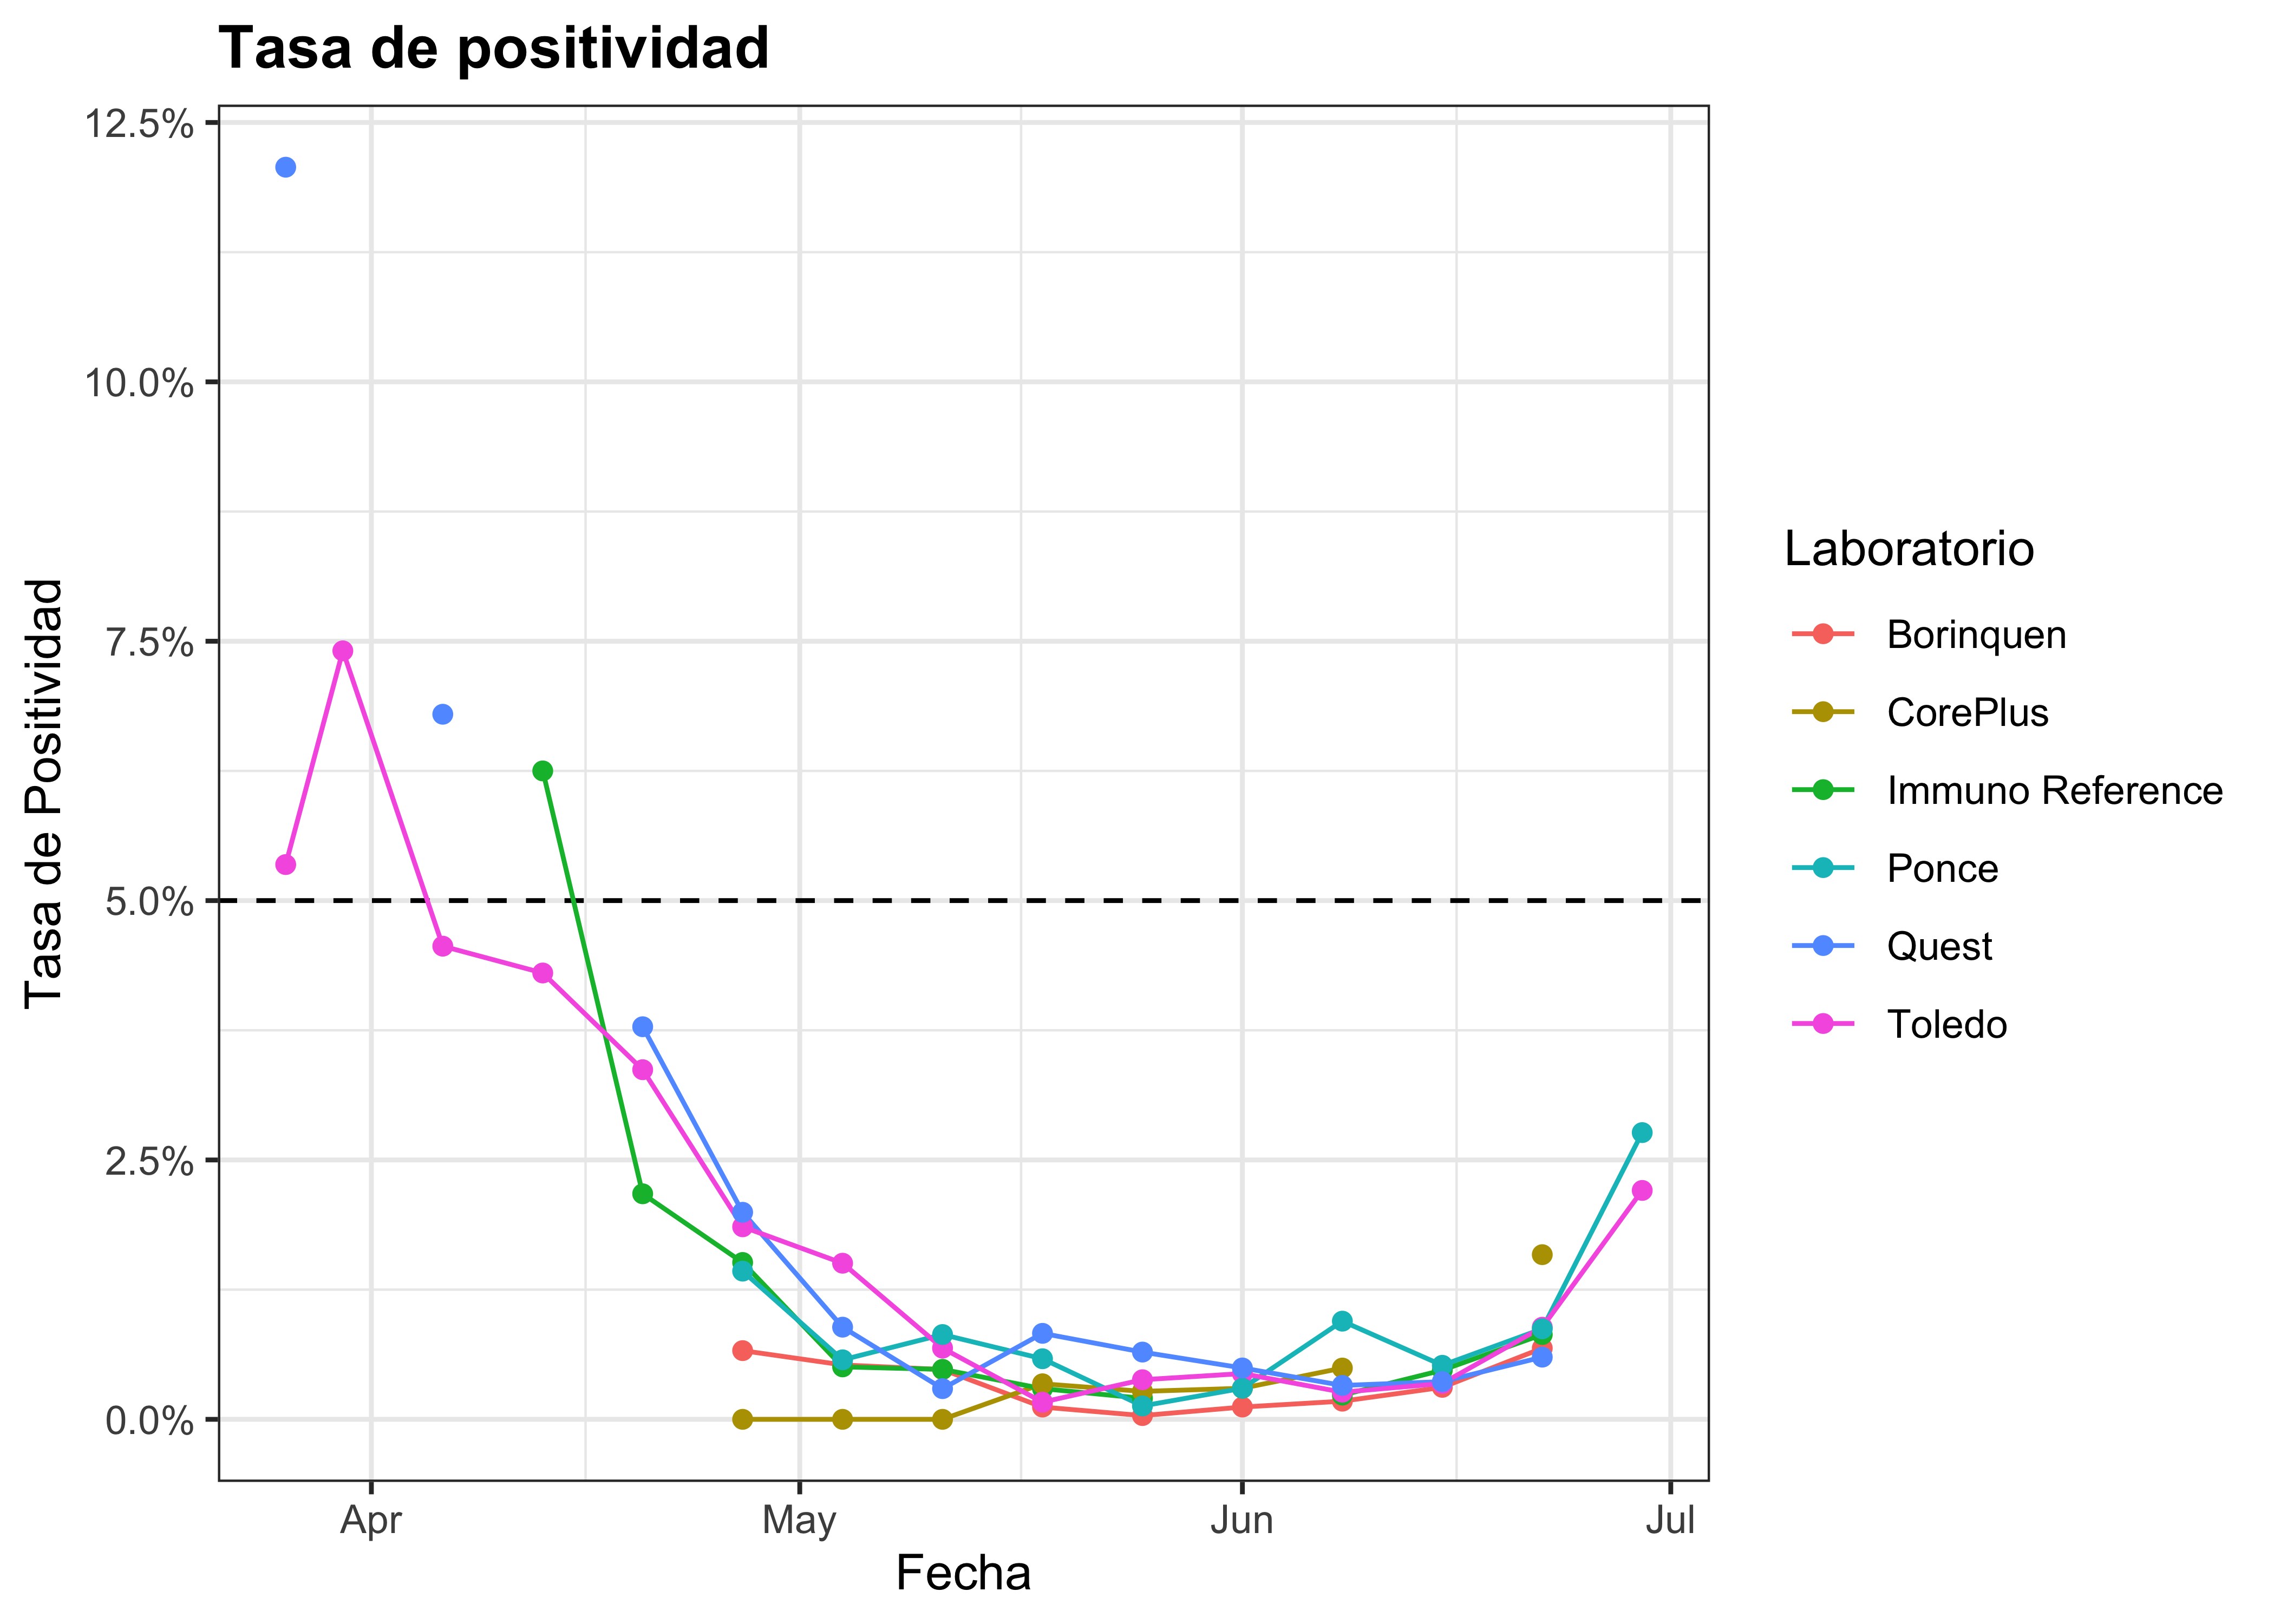 Tasa de positividad
Tasa de Positividad
12.5%
10.0%
7.5%
5.0%
2.5%
0.0%
Apr
May
Jun
Jul
Fecha
Laboratorio
Borinquen
CorePlus
Immuno Reference
Ponce
Quest
Toledo